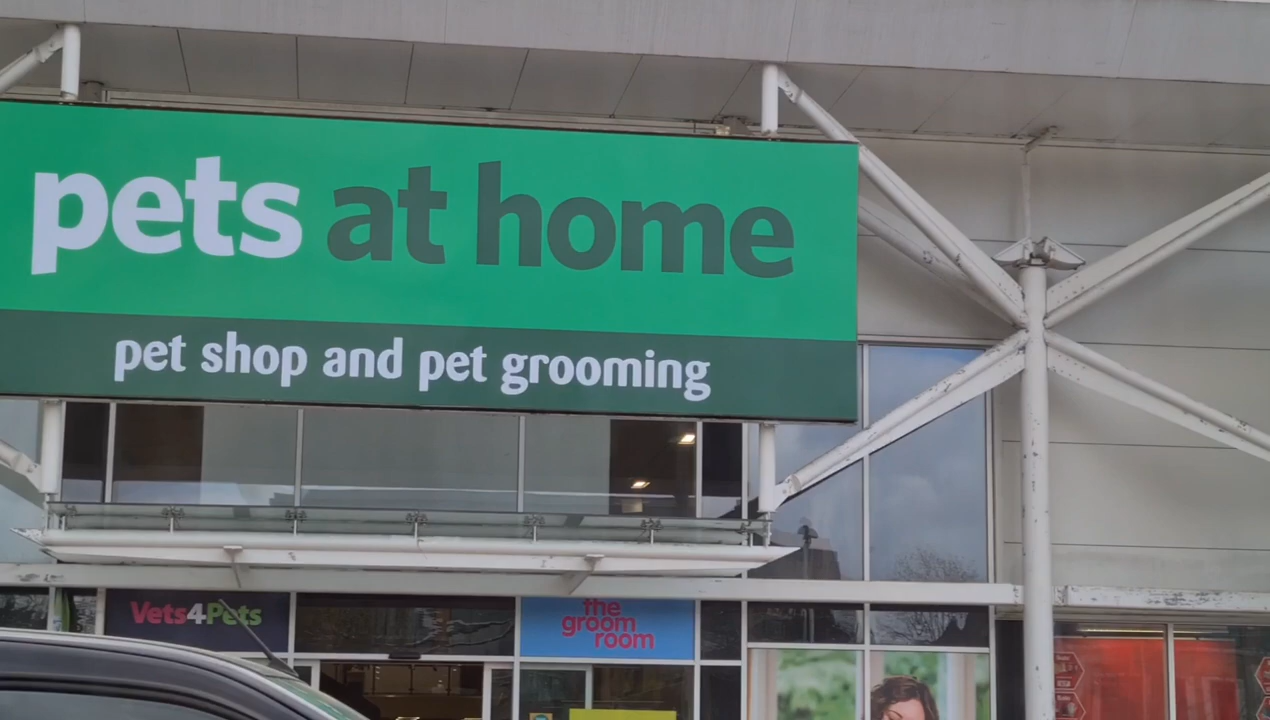 pets at home
pet shop and pet grooming
Vets4Pets
the
groom
room